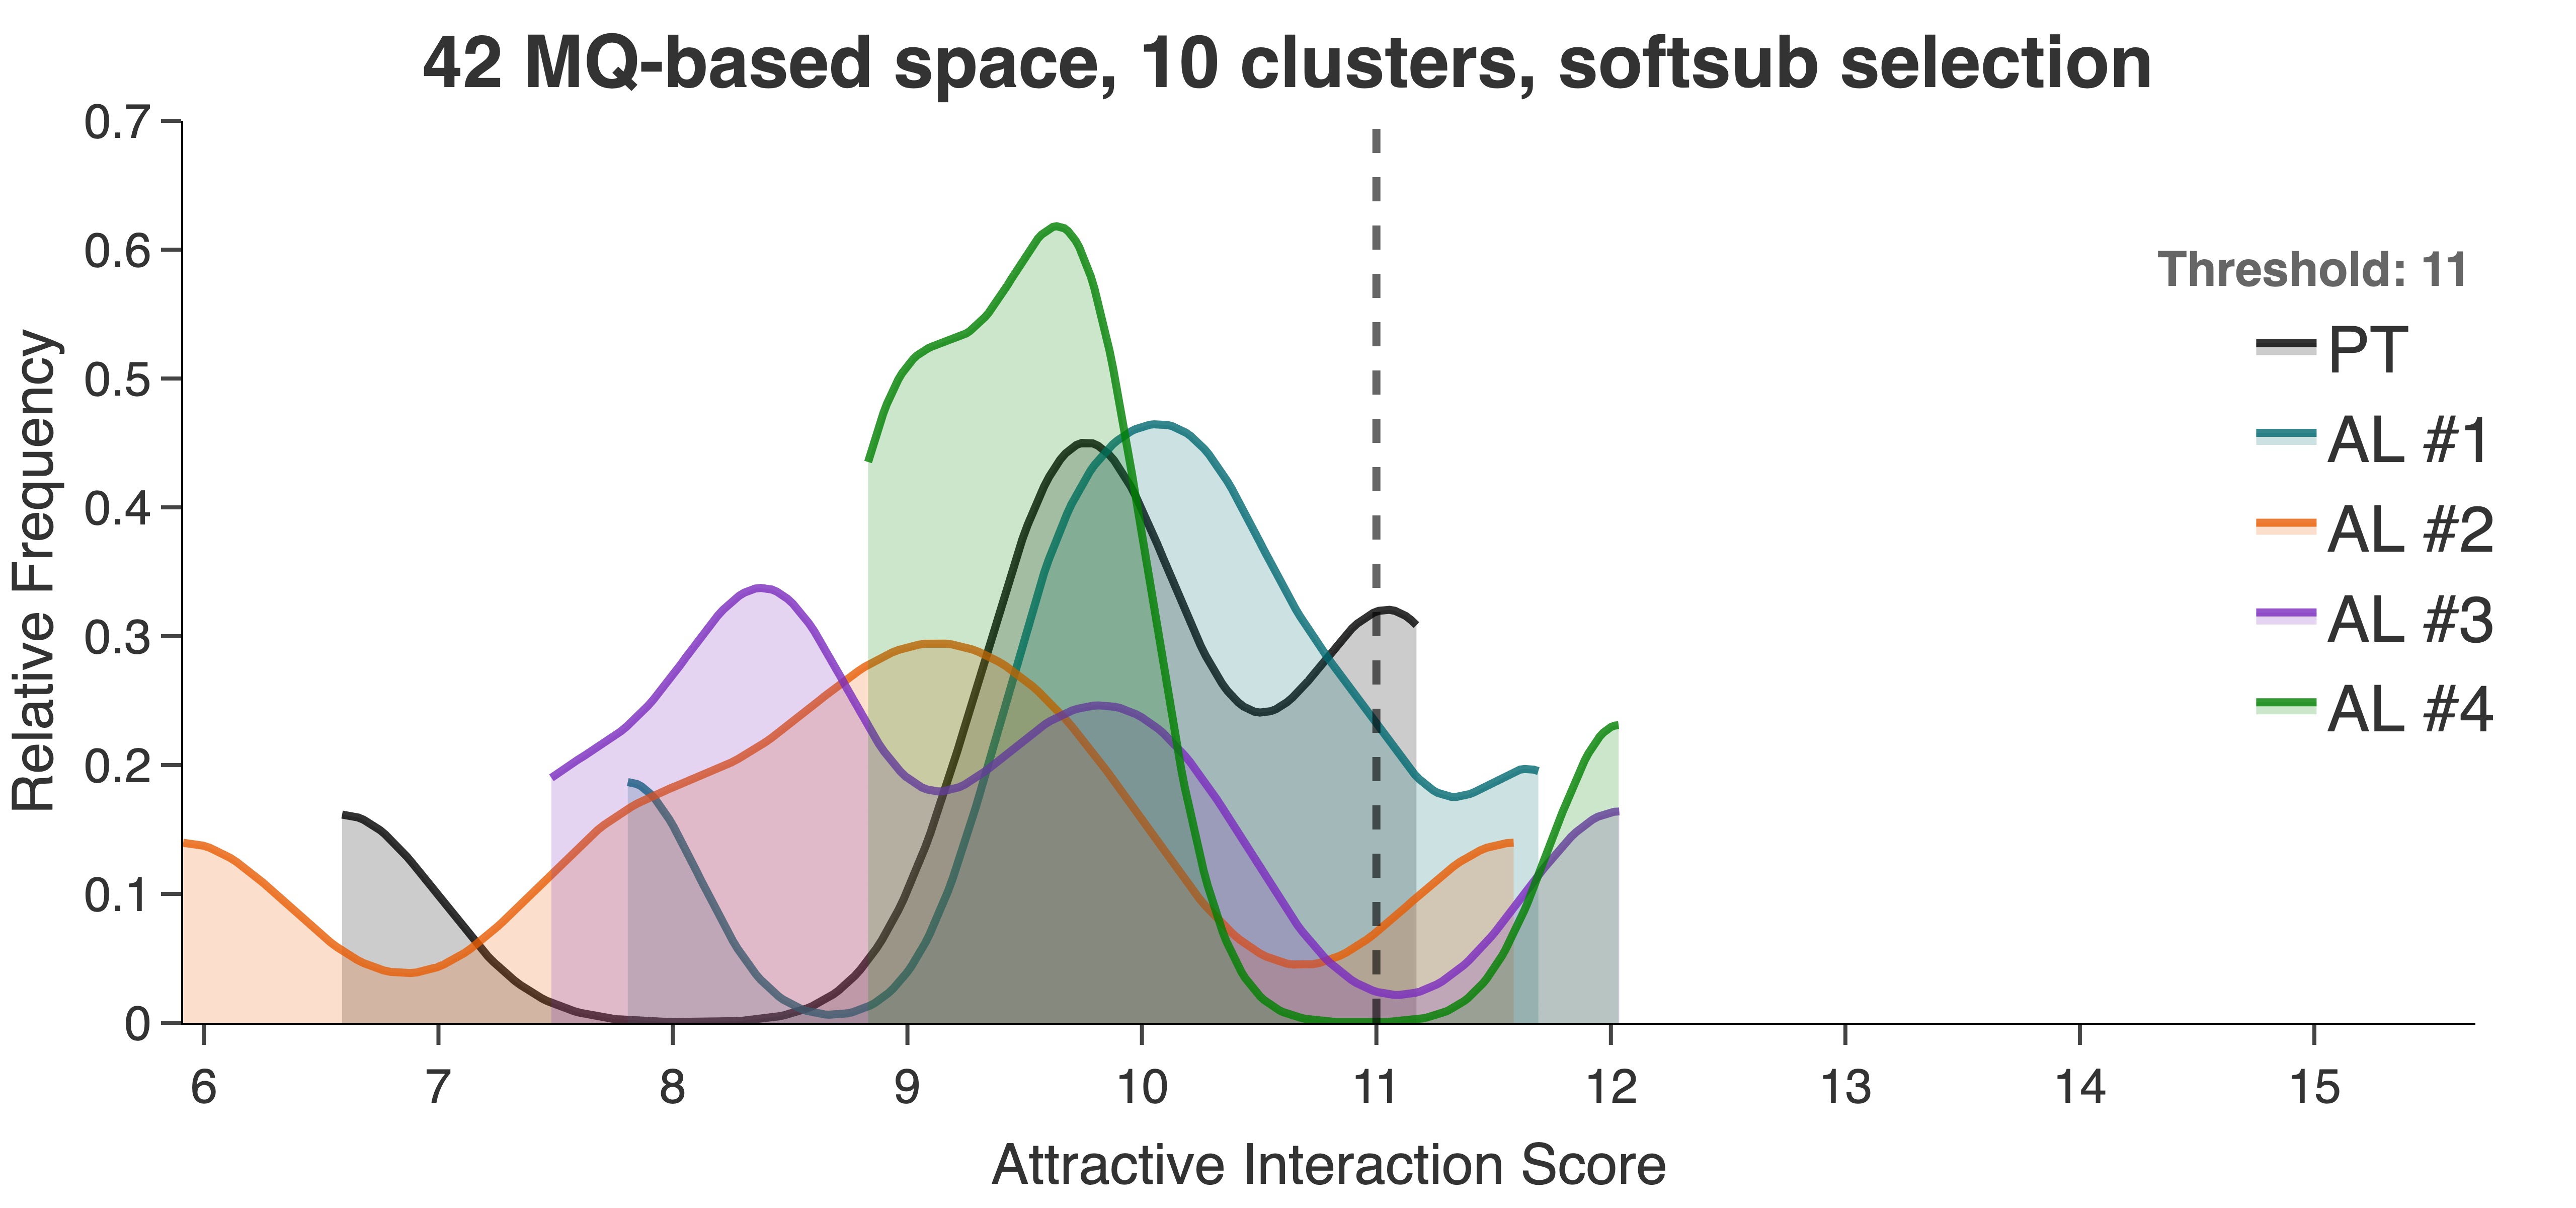 42 MQ-based space, 10 clusters, softsub selection
Relative Frequency
0.7
0.6
0.5
0.4
0.3
0.2
0.1
0
Threshold: 11
PT
AL #1
AL #2
AL #3
AL #4
6 7 8 9 10 11 12 13 14 15
Attractive Interaction Score